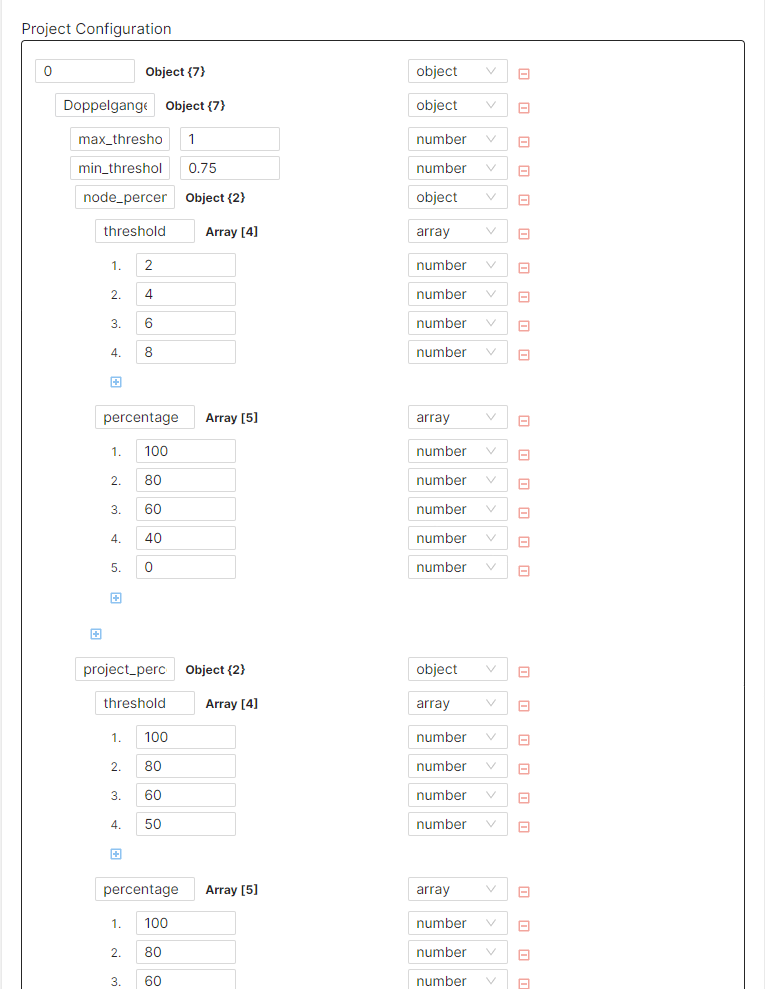 Project Configuration
0 Object {7} object
Doppelgange Object {7} object
max_thresho 1 number
min_threshol 0.75 number
node_percer Object {2} object
threshold Array [4] array
1. 2 number
2. 4 number
3. 6 number
4. 8 number
percentage Array [5] array
1. 100 number
2. 80 number
3. 60 number
4. 40 number
5. 0 number
project_perc Object {2} object
threshold Array [4] array
1. 100 number
2. 80 number
3. 60 number
4. 50 number
percentage Array [5] array
1. 100 number
2. 80 number
3. 60 number